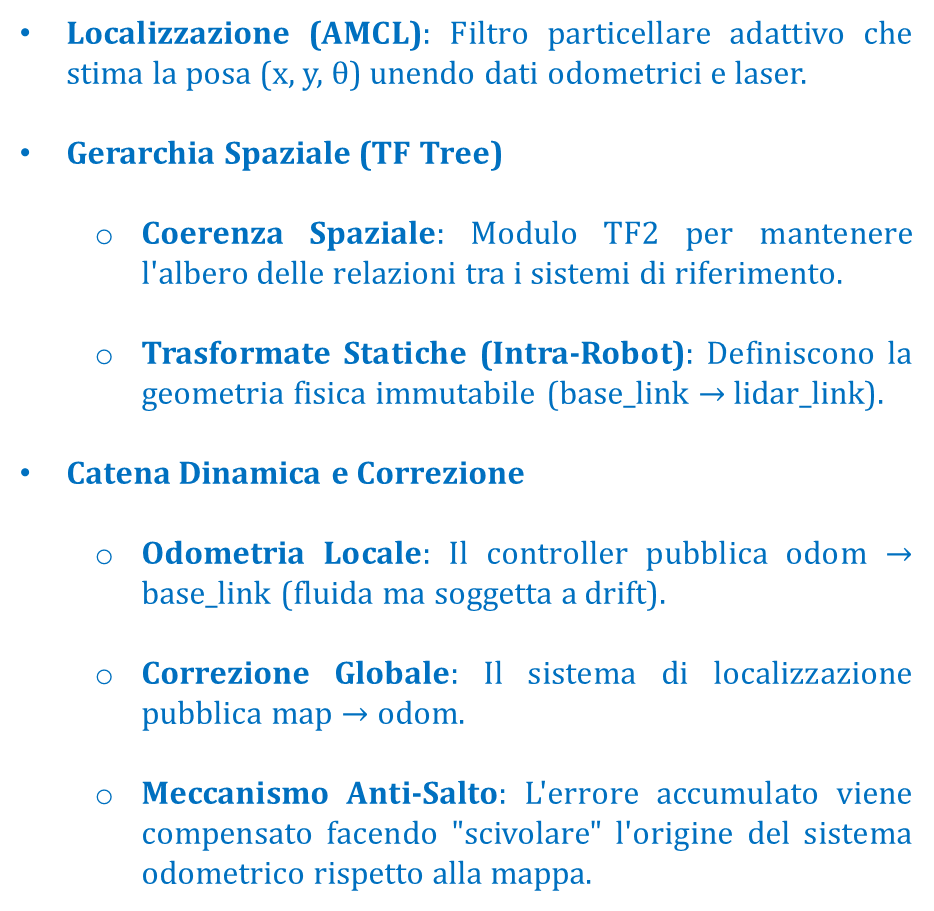 • Localizzazione (AMCL): Filtro particellare adattivo che
stima la posa (x, y, θ) unendo dati odometrici e laser.
• Gerarchia Spaziale (TF Tree)
o Coerenza Spaziale: Modulo TF2 per mantenere
l'albero delle relazioni tra i sistemi di riferimento.
o Trasformate Statiche (Intra-Robot): Definiscono la
geometria fisica immutabile (base_link → lidar_link).
• Catena Dinamica e Correzione
o Odometria Locale: Il controller pubblica odom →
base_link (fluida ma soggetta a drift).
o Correzione Globale: Il sistema di localizzazione
pubblica map → odom.
o Meccanismo Anti-Salto: L'errore accumulato viene
compensato facendo "scivolare" l'origine del sistema
odometrico rispetto alla mappa.